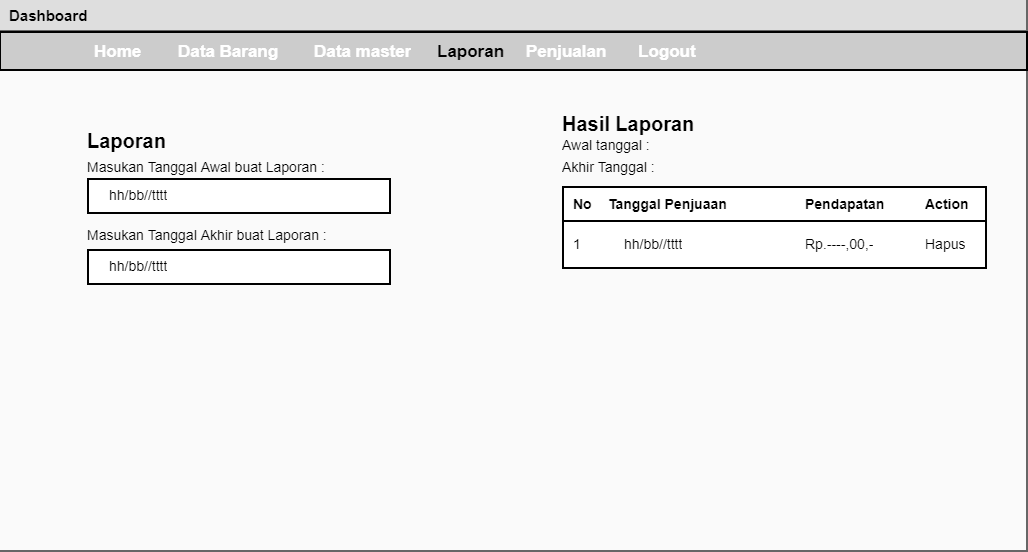 Dashboard
Home Data Barang Data master Laporan Penjualan Logout
Laporan
Masukan Tanggal Awal buat Laporan :
hh/bb//tttt
Masukan Tanggal Akhir buat Laporan :
hh/bb//tttt
Hasil Laporan
Awal tanggal :
Akhir Tanggal :
No Tanggal Penjuaan Pendapatan Action
1 hh/bb//tttt Rp.----,00,- Hapus